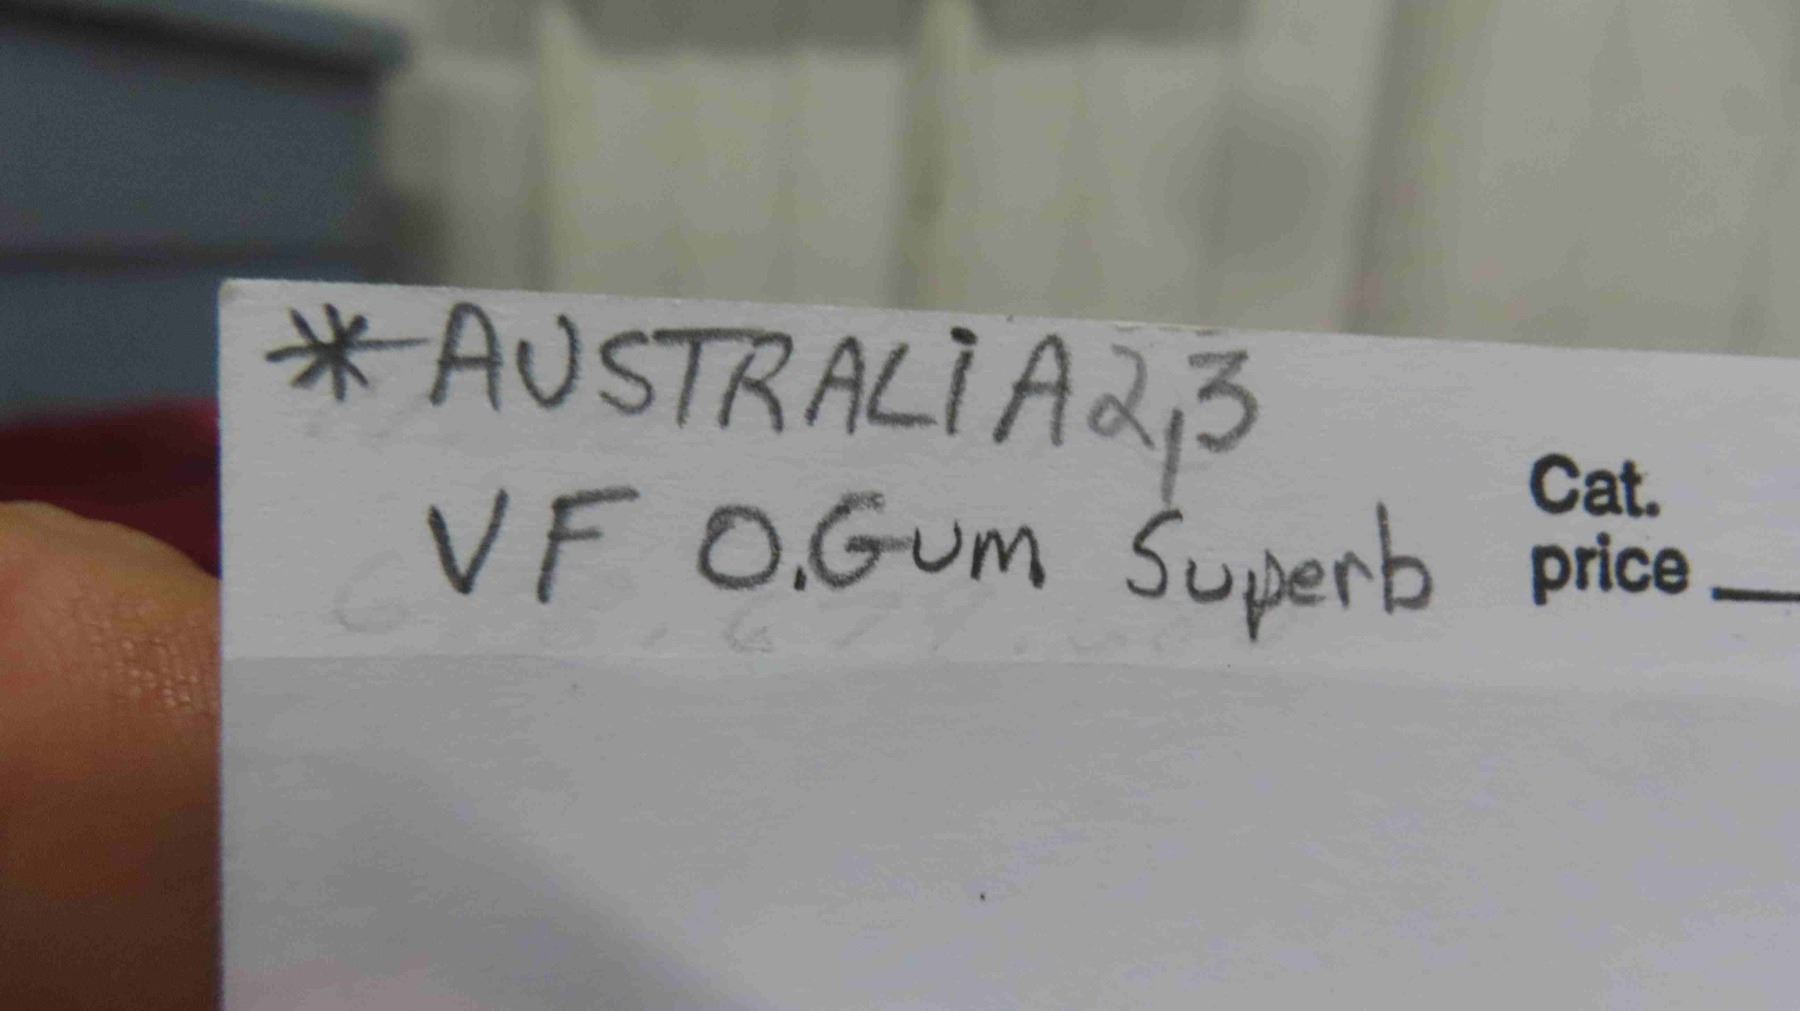 * AUSTRALiA 2,3
VF O.Gum Superb
Cat.
price